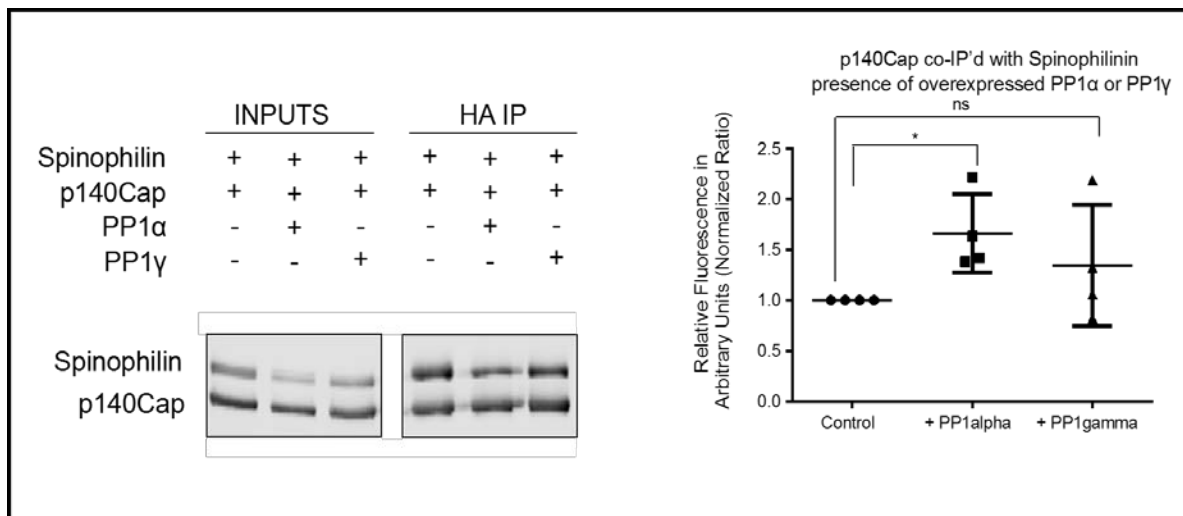 INPUTS HA IP
Spinophilin + + + + + +
p140Cap + + + + + +
PP1α - + - - + -
PP1γ - - + - - +
Spinophilin
p140Cap
p140Cap co-IP'd with Spinophilinin
presence of overexpressed PP1α or PP1γ
ns
*
Relative Fluorescence in
Arbitrary Units (Normalized Ratio)
2.5
2.0
1.5
1.0
0.5
0.0
Control + PP1alpha + PP1gamma